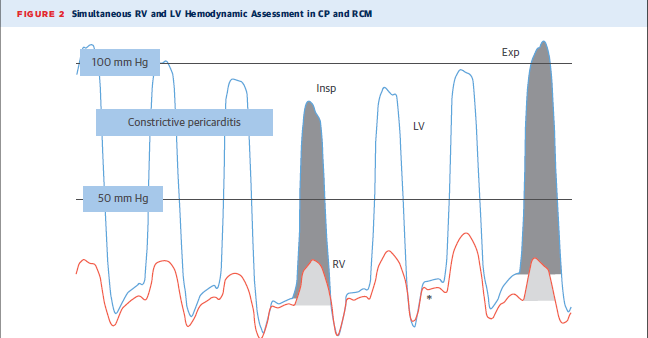 FIGURE 2 Simultaneous RV and LV Hemodynamic Assessment in CP and RCM
Exp
100 mm Hg
Insp
Constrictive pericarditis
LV
50 mm Hg
RV
*